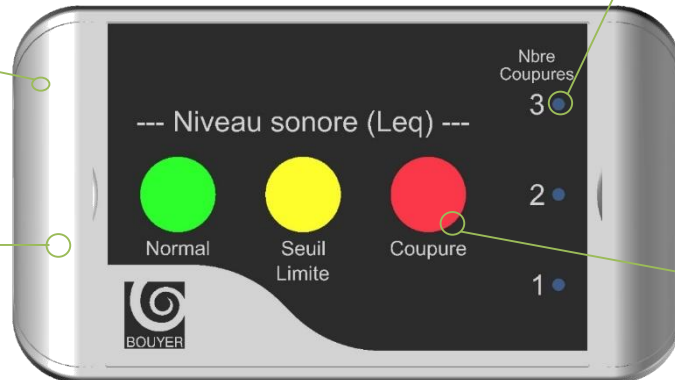 Nbre
Coupures
3
--- Niveau sonore (Leq) ---
2
Normal
Seuil
Limite
Coupure
1
BOUYER